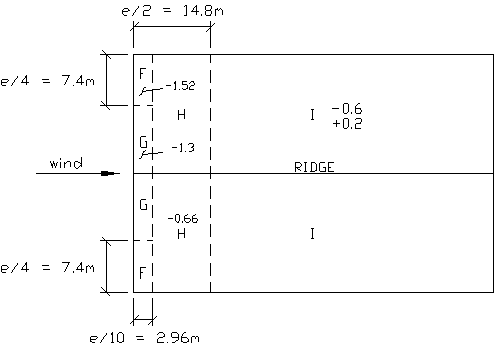 e/2 = 14.8m
F
e/4 = 7.4m
-1.52
H
I
-0.6
+0.2
G
-1.3
wind
RIDGE
G
-0.66
H
I
e/4 = 7.4m
F
e/10 = 2.96m